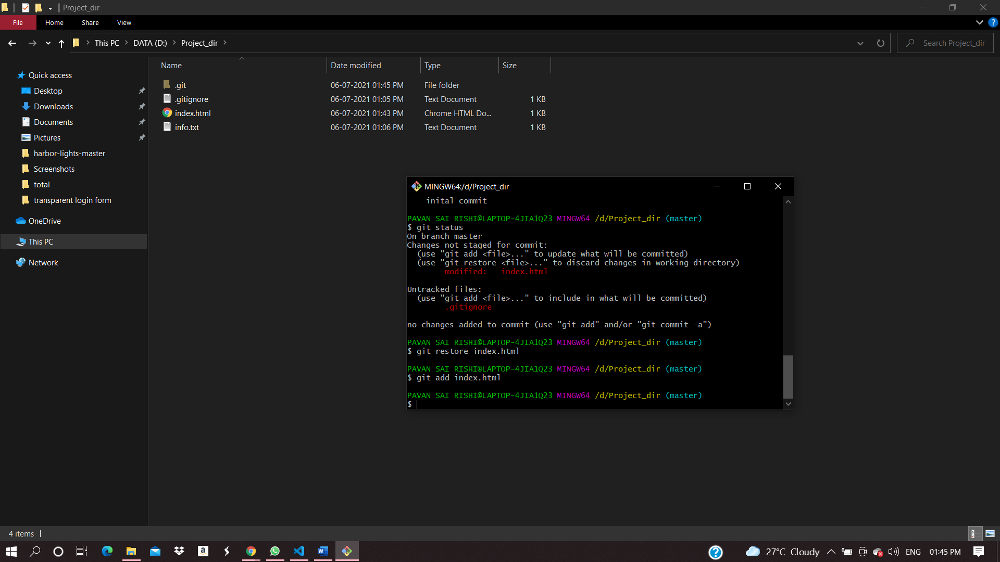 Project_dir
File Home Share View
This PC DATA (D:) Project_dir
Search Project_dir
Name Date modified Type Size
Quick access
Desktop
Downloads
Documents
Pictures
harbor-lights-master
Screenshots
total
transparent login form
OneDrive
This PC
Network
.git 06-07-2021 01:45 PM File folder
.gitignore 06-07-2021 01:05 PM Text Document 1 KB
index.html 06-07-2021 01:43 PM Chrome HTML Do... 1 KB
info.txt 06-07-2021 01:06 PM Text Document 1 KB
MINGW64:/d/Project_dir
inital commit
PAVAN SAI RISHI@LAPTOP-4JIA1Q23 MINGW64 /d/Project_dir (master)
$ git status
On branch master
Changes not staged for commit:
(use "git add <file>..." to update what will be committed)
(use "git restore <file>..." to discard changes in working directory)
modified: index.html
Untracked files:
(use "git add <file>..." to include in what will be committed)
.gitignore
no changes added to commit (use "git add" and/or "git commit -a")
PAVAN SAI RISHI@LAPTOP-4JIA1Q23 MINGW64 /d/Project_dir (master)
$ git restore index.html
PAVAN SAI RISHI@LAPTOP-4JIA1Q23 MINGW64 /d/Project_dir (master)
$ git add index.html
PAVAN SAI RISHI@LAPTOP-4JIA1Q23 MINGW64 /d/Project_dir (master)
$
4 items
27°C Cloudy ENG 01:45 PM